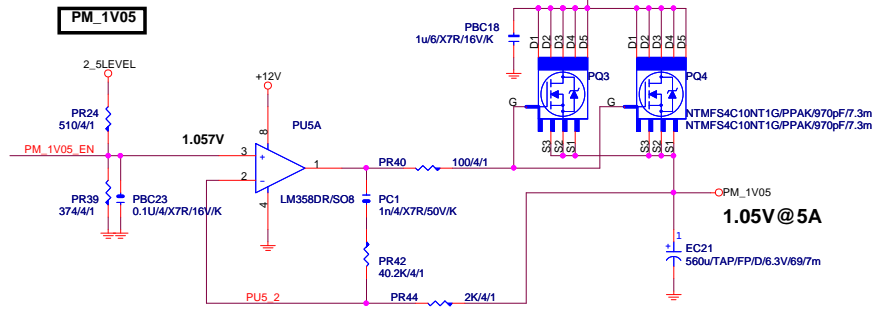 PM_1V05
2_5LEVEL
PR24
510/4/1
PM_1V05_EN
PR39
374/4/1
PBC23
0.1U/4/X7R/16V/K
1.057V
+12V
PU5A
8
3
+
2
-
1
4
LM358DR/SO8
PR40
100/4/1
PC1
1n/4/X7R/50V/K
PR42
40.2K/4/1
PU5_2
PR44
2K/4/1
PBC18
1u/6/X7R/16V/K
D1
D2
D3
D4
D5
PQ3
G
S3
S2
S1
D1
D2
D3
D4
D5
PQ4
G
S3
S2
S1
NTMFS4C10NT1G/PPAK/970pF/7.3m
NTMFS4C10NT1G/PPAK/970pF/7.3m
PM_1V05
1.05V@5A
1
+
EC21
560u/TAP/FP/D/6.3V/69/7m